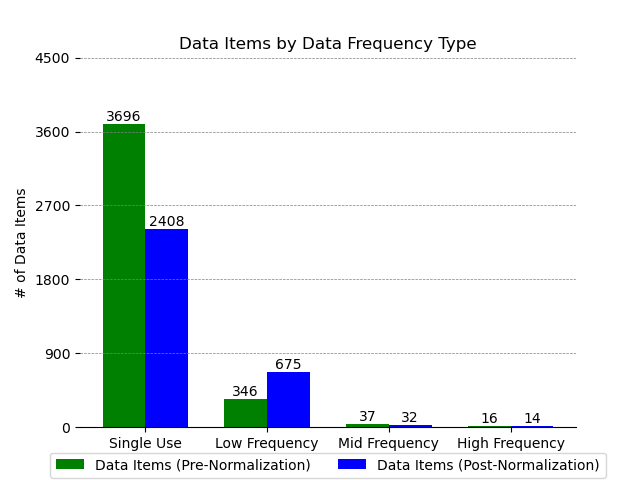 Data Items by Data Frequency Type
# of Data Items
4500
3600
2700
1800
900
0
3696
2408
346
675
37
32
16
14
Single Use
Low Frequency
Mid Frequency
High Frequency
Data Items (Pre-Normalization)
Data Items (Post-Normalization)